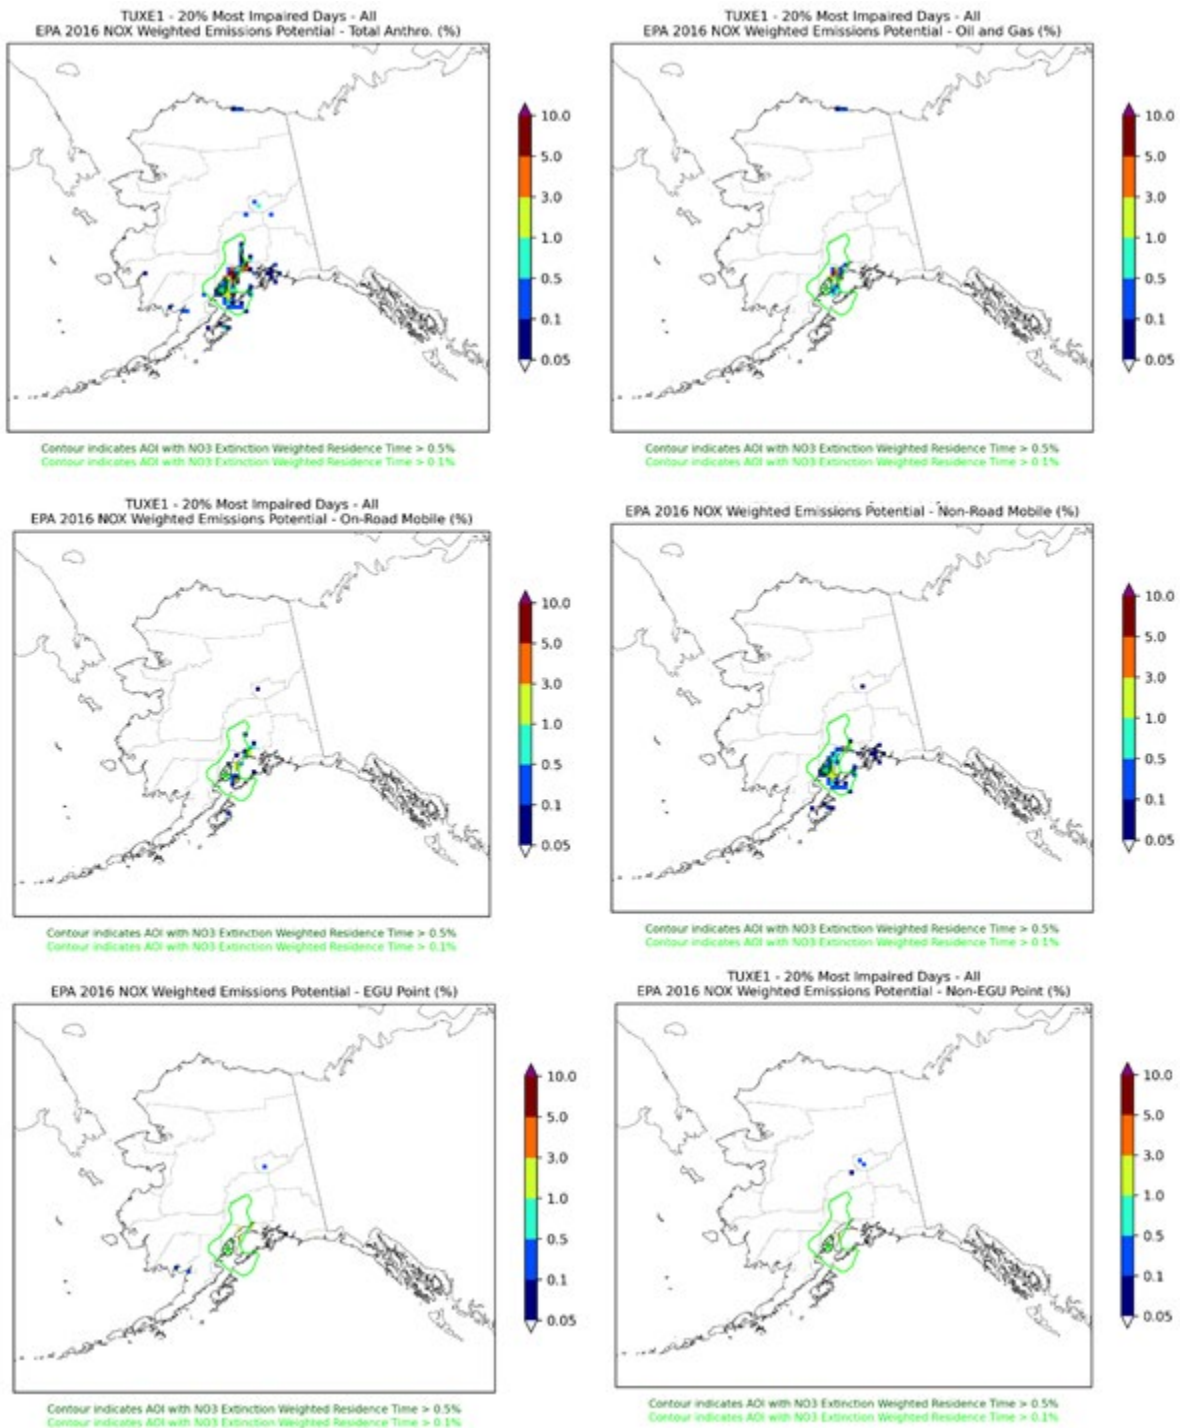 TUXE1 - 20% Most Impaired Days - All
EPA 2016 NOX Weighted Emissions Potential - Total Anthro. (%)
10.0
5.0
3.0
1.0
0.5
0.1
0.05
Contour indicates AOI with NO3 Extinction Weighted Residence Time > 0.5%
Contour indicates AOI with NO3 Extinction Weighted Residence Time > 0.1%
TUXE1 - 20% Most Impaired Days - All
EPA 2016 NOX Weighted Emissions Potential - Oil and Gas (%)
10.0
5.0
3.0
1.0
0.5
0.1
0.05
Contour indicates AOI with NO3 Extinction Weighted Residence Time > 0.5%
Contour indicates AOI with NO3 Extinction Weighted Residence Time > 0.1%
TUXE1 - 20% Most Impaired Days - All
EPA 2016 NOX Weighted Emissions Potential - On-Road Mobile (%)
10.0
5.0
3.0
1.0
0.5
0.1
0.05
Contour indicates AOI with NO3 Extinction Weighted Residence Time > 0.5%
Contour indicates AOI with NO3 Extinction Weighted Residence Time > 0.1%
EPA 2016 NOX Weighted Emissions Potential - Non-Road Mobile (%)
10.0
5.0
3.0
1.0
0.5
0.1
0.05
Contour indicates AOI with NO3 Extinction Weighted Residence Time > 0.5%
Contour indicates AOI with NO3 Extinction Weighted Residence Time > 0.1%
EPA 2016 NOX Weighted Emissions Potential - EGU Point (%)
10.0
5.0
3.0
1.0
0.5
0.1
0.05
Contour indicates AOI with NO3 Extinction Weighted Residence Time > 0.5%
Contour indicates AOI with NO3 Extinction Weighted Residence Time > 0.1%
TUXE1 - 20% Most Impaired Days - All
EPA 2016 NOX Weighted Emissions Potential - Non-EGU Point (%)
10.0
5.0
3.0
1.0
0.5
0.1
0.05
Contour indicates AOI with NO3 Extinction Weighted Residence Time > 0.5%
Contour indicates AOI with NO3 Extinction Weighted Residence Time > 0.1%